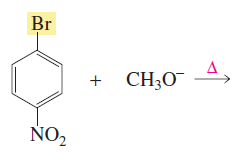 Br
+ CH₃O⁻ Δ
NO₂